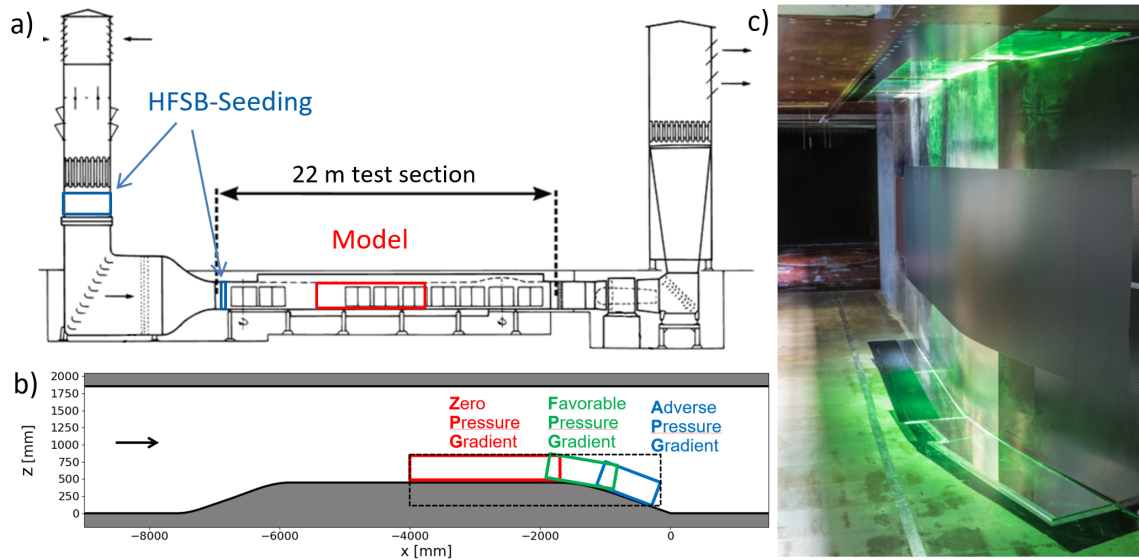 a)
HFSB-Seeding
22 m test section
Model
b)
2000
1750
1500
1250
1000
750
500
250
0
z [mm]
Zero
Pressure
Gradient
Favorable
Pressure
Gradient
Adverse
Pressure
Gradient
−8000
−6000
−4000
−2000
0
x [mm]
c)